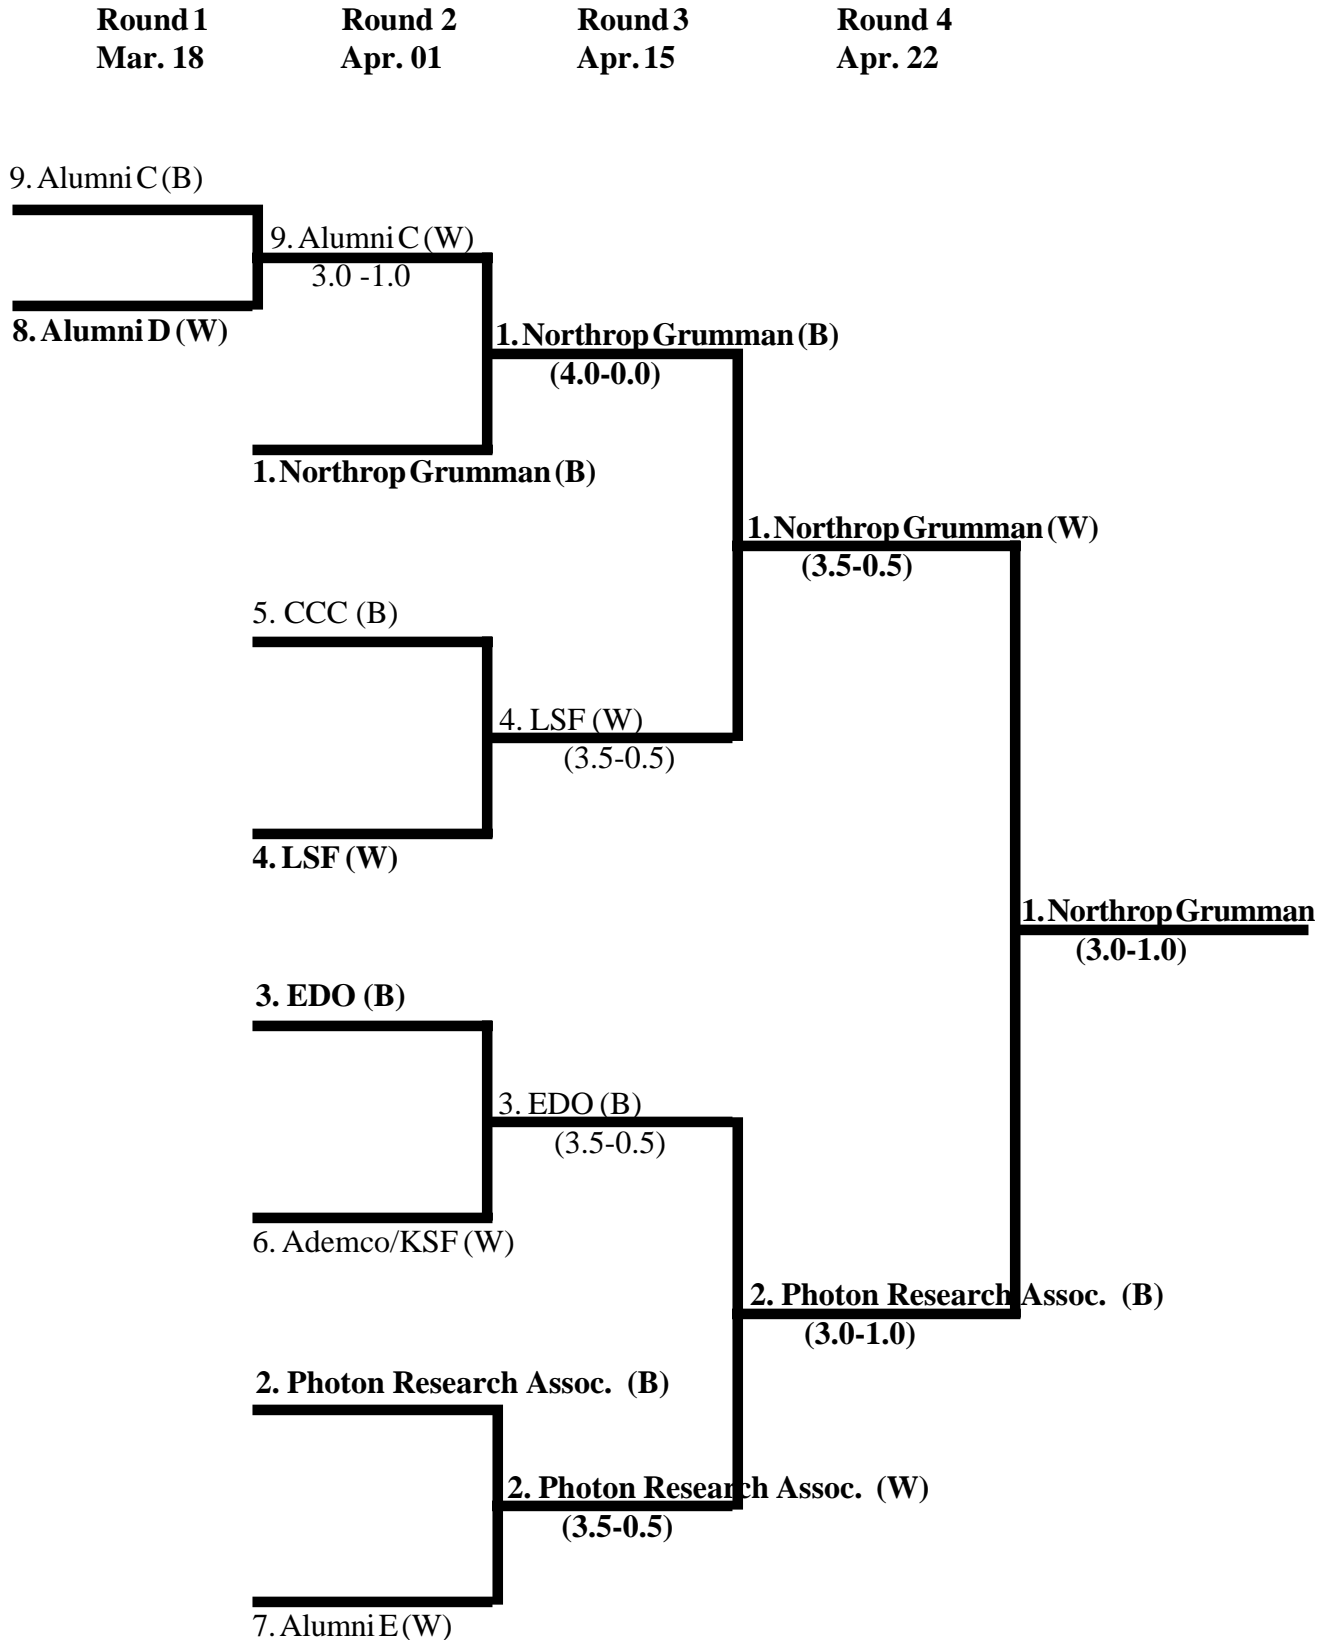 Round 1 Round 2 Round 3 Round 4
Mar. 18 Apr. 01 Apr. 15 Apr. 22
9. Alumni C (B)
9. Alumni C (W)
3.0 -1.0
8. Alumni D (W)
1. Northrop Grumman (B)
(4.0-0.0)
1. Northrop Grumman (B)
1. Northrop Grumman (W)
(3.5-0.5)
5. CCC (B)
4. LSF (W)
(3.5-0.5)
4. LSF (W)
1. Northrop Grumman
(3.0-1.0)
3. EDO (B)
3. EDO (B)
(3.5-0.5)
6. Ademco/KSF (W)
2. Photon Research Assoc. (B)
(3.0-1.0)
2. Photon Research Assoc. (B)
2. Photon Research Assoc. (W)
(3.5-0.5)
7. Alumni E (W)